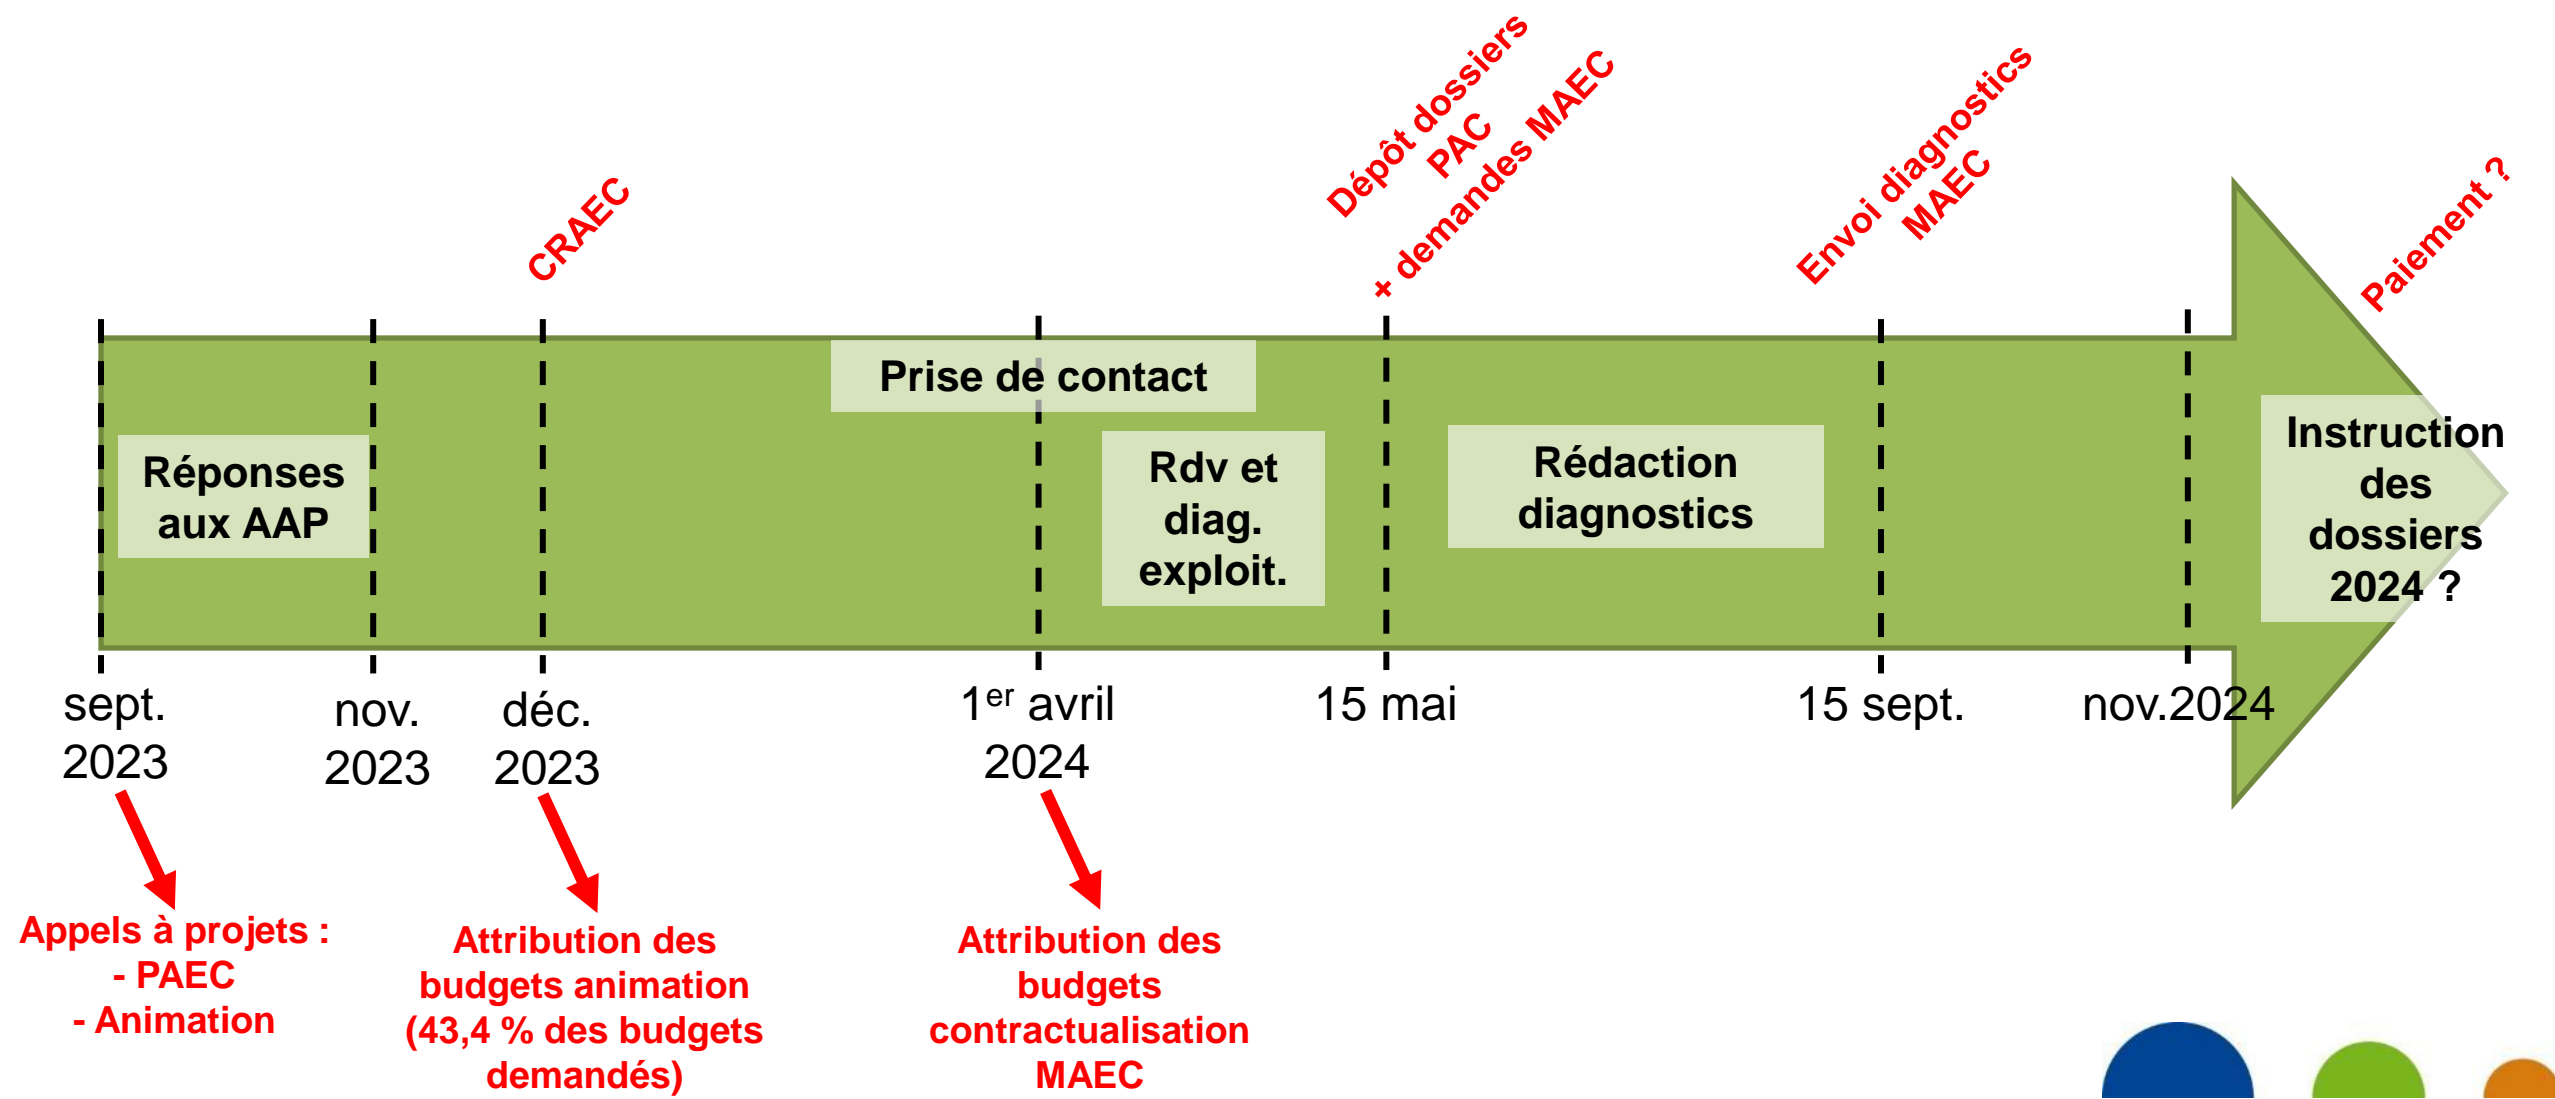 CRAEC
Dépôt dossiers
PAC
+ demandes MAEC
Envoi diagnostics
MAEC
Paiement ?
Réponses
aux AAP
Prise de contact
Rdv et
diag.
exploit.
Rédaction
diagnostics
Instruction
des
dossiers
2024 ?
sept.
2023
nov.
2023
déc.
2023
1er avril
2024
15 mai
15 sept.
nov.2024
Appels à projets :
- PAEC
- Animation
Attribution des
budgets animation
(43,4 % des budgets
demandés)
Attribution des
budgets
contractualisation
MAEC